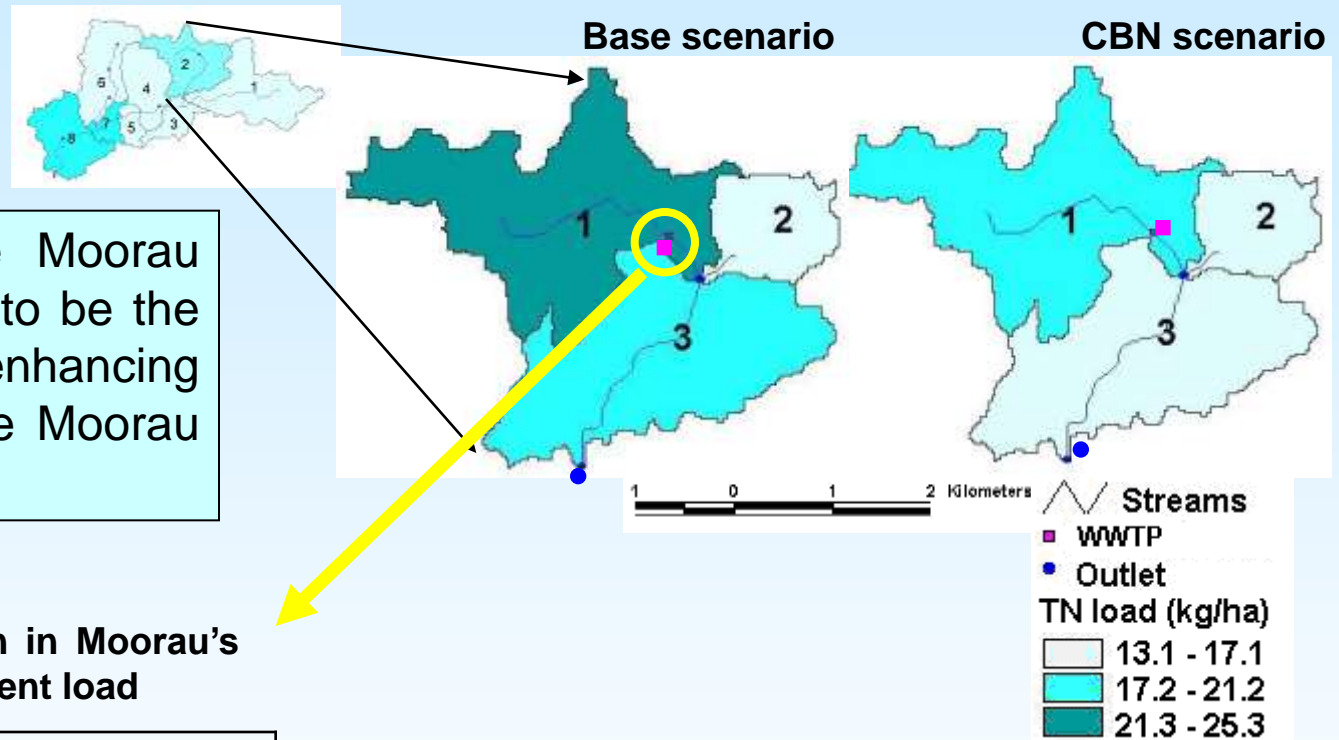 Base scenario
CBN scenario
2
1
6
4
7
5
3
8
1
2
3
1
2
3
e Moorau
to be the
enhancing
e Moorau
1 0 1 2 Kilometers
Streams
WWTP
Outlet
TN load (kg/ha)
13.1 - 17.1
17.2 - 21.2
21.3 - 25.3
n in Moorau’s
ent load